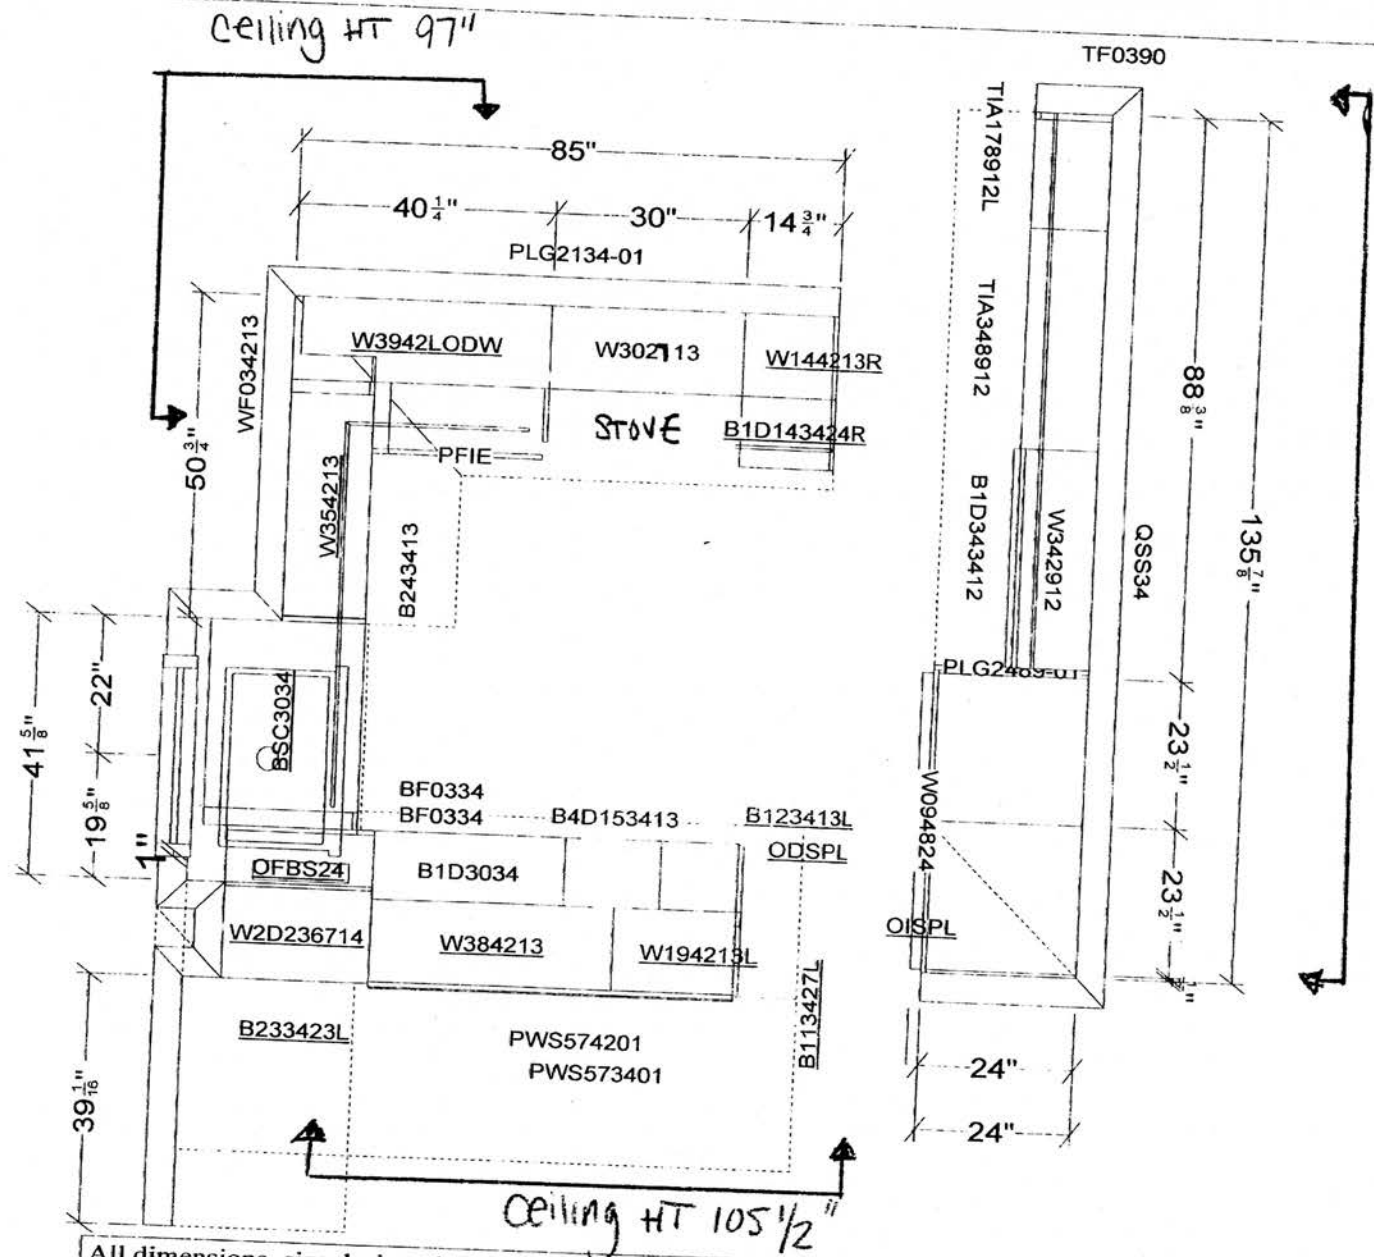 Ceiling HT 97"
TF0390
TIA178912L
85"
40 1/4"
30"
14 3/4"
PLG2134-01
WF034213
W3942LODW
W302713
W144213R
TIA348912
88 3/8"
50 3/4"
STOVE
B1D143424R
PFIE
W354213
B243413
B1D343412
W342912
QSS34
135 7/8"
22"
41 5/8"
BSC3034
19 5/8"
1"
PLG2489-01
23 1/2"
BF0334
BF0334
B4D153413
B123413L
ODSPL
W094824
OFBS24
B1D3034
23 1/2"
OISPL
W2D236714
W384213
W194213L
B233423L
PWS574201
PWS573401
B113427L
39 1/16"
24"
24"
Ceiling HT 105 1/2"
All dimensions